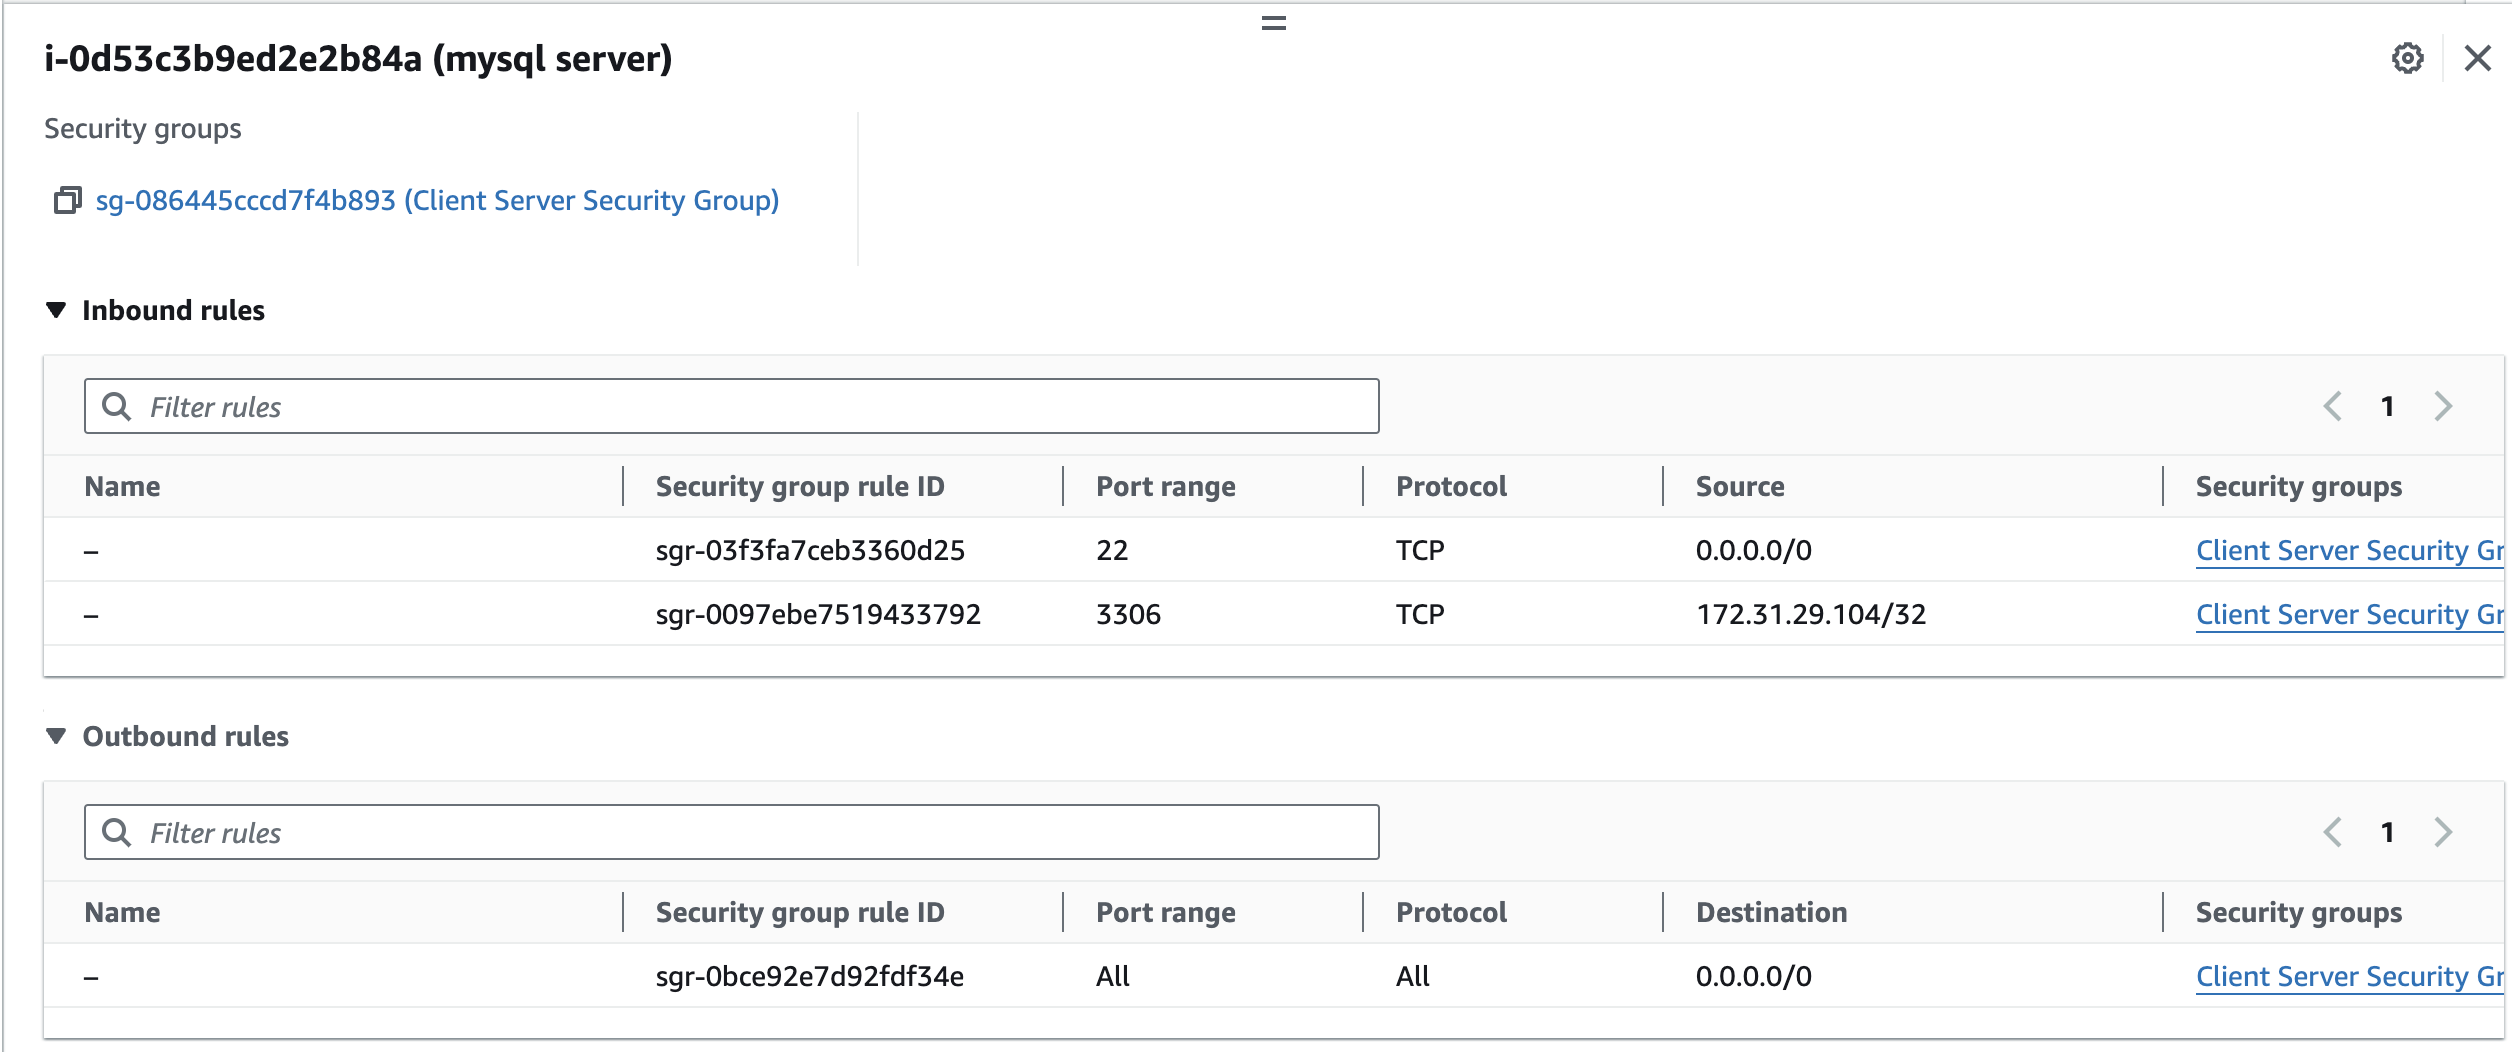 i-0d53c3b9ed2e2b84a (mysql server)
Security groups
sg-086445cccd7f4b893 (Client Server Security Group)
Inbound rules
Filter rules
1
Name Security group rule ID Port range Protocol Source Security groups
– sgr-03f3fa7ceb3360d25 22 TCP 0.0.0.0/0 Client Server Security Gr
– sgr-0097ebe7519433792 3306 TCP 172.31.29.104/32 Client Server Security Gr
Outbound rules
Filter rules
1
Name Security group rule ID Port range Protocol Destination Security groups
– sgr-0bce92e7d92fdf34e All All 0.0.0.0/0 Client Server Security Gr